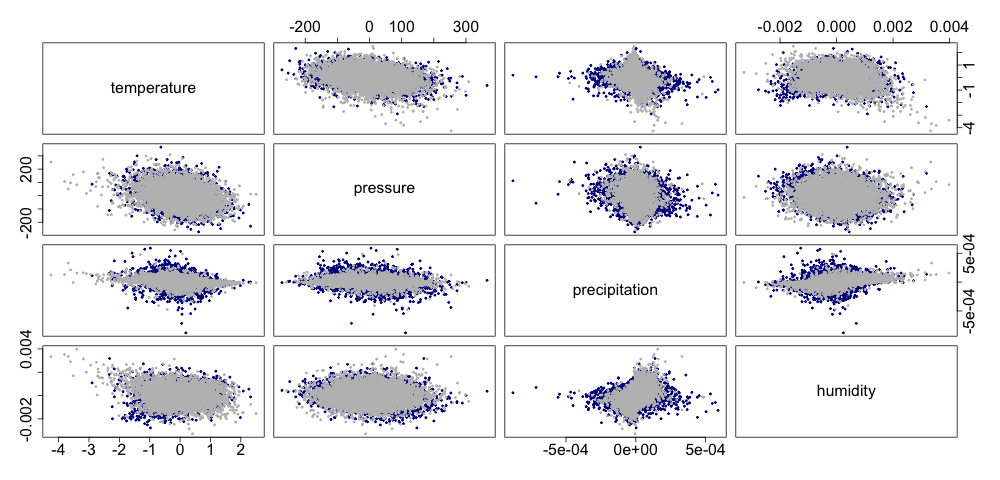 -200 0 100 300
-0.002 0.000 0.002 0.004
temperature
1
-1
-4
200
-200
pressure
precipitation
5e-04
-5e-04
0.004
-0.002
humidity
-4 -3 -2 -1 0 1 2
-5e-04 0e+00 5e-04